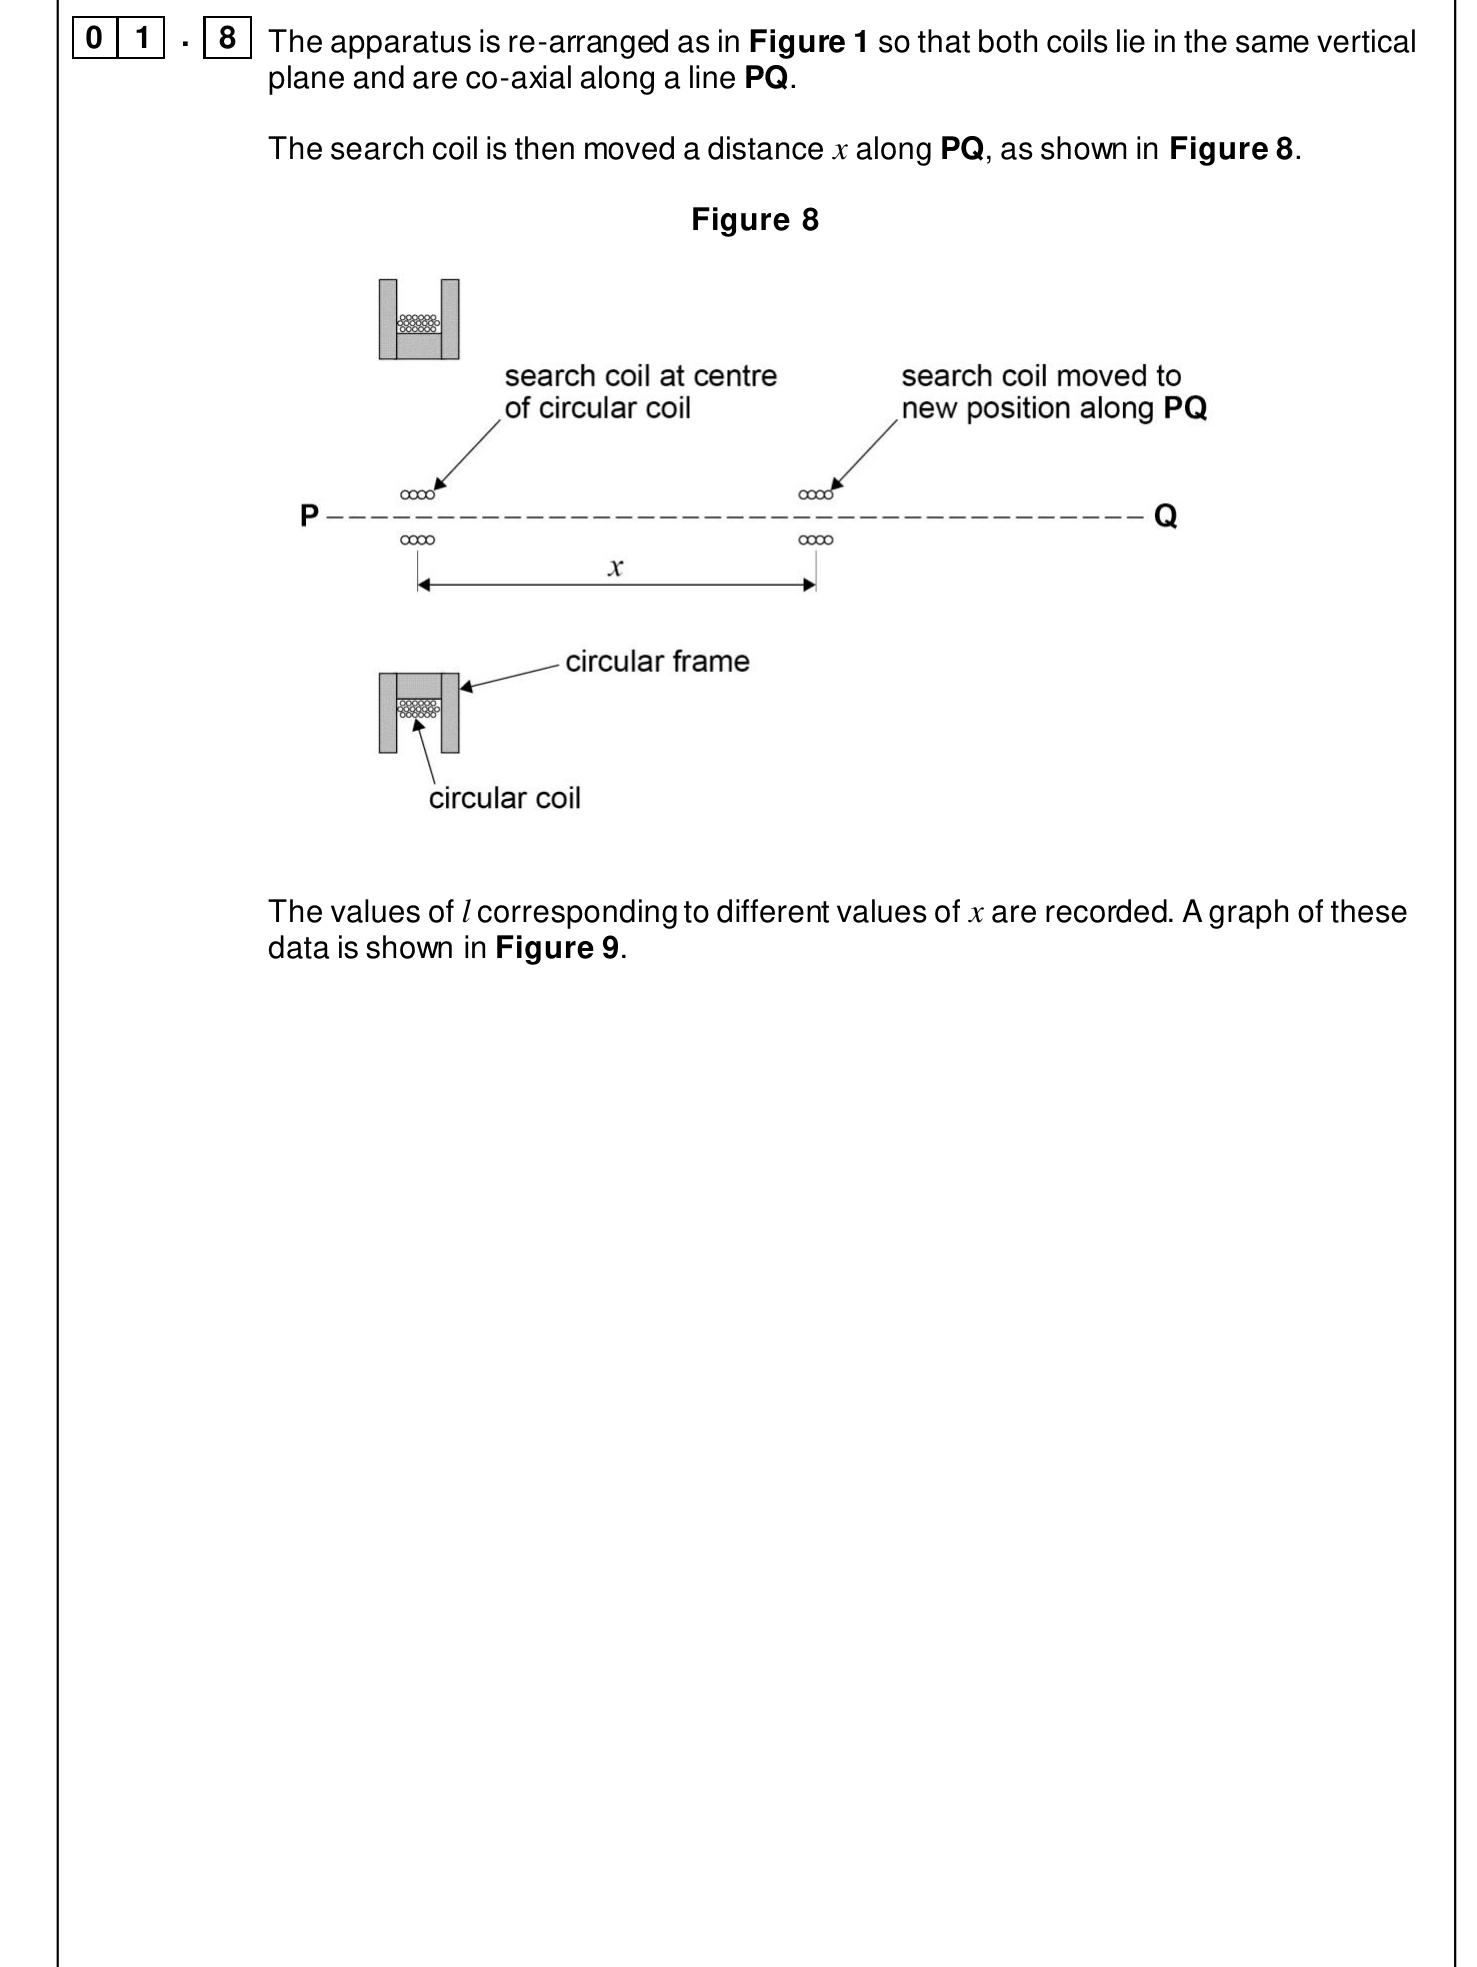 0 1 . 8 The apparatus is re-arranged as in Figure 1 so that both coils lie in the same vertical
plane and are co-axial along a line PQ.
The search coil is then moved a distance x along PQ, as shown in Figure 8.
Figure 8
search coil at centre
of circular coil
search coil moved to
new position along PQ
P
Q
x
circular frame
circular coil
The values of l corresponding to different values of x are recorded. A graph of these
data is shown in Figure 9.